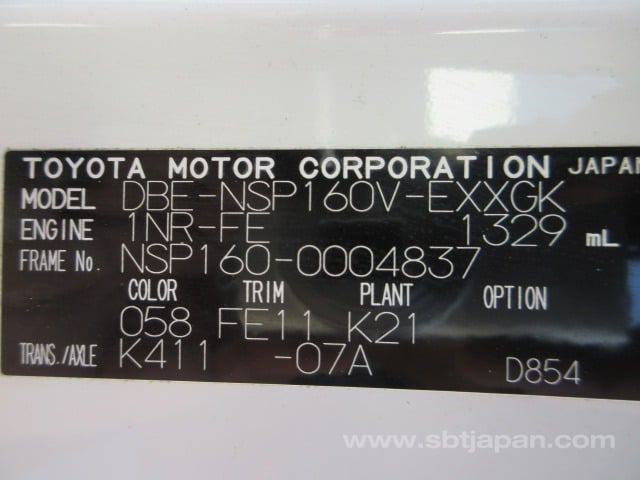 TOYOTA MOTOR CORPORATION JAPAN
MODEL DBE-NSP160V-EXXGK
ENGINE 1NR-FE 1329 mL
FRAME No. NSP160-0004837
COLOR TRIM PLANT OPTION
058 FE11 K21
TRANS./AXLE K411 -07A D854
www.sbtjapan.com